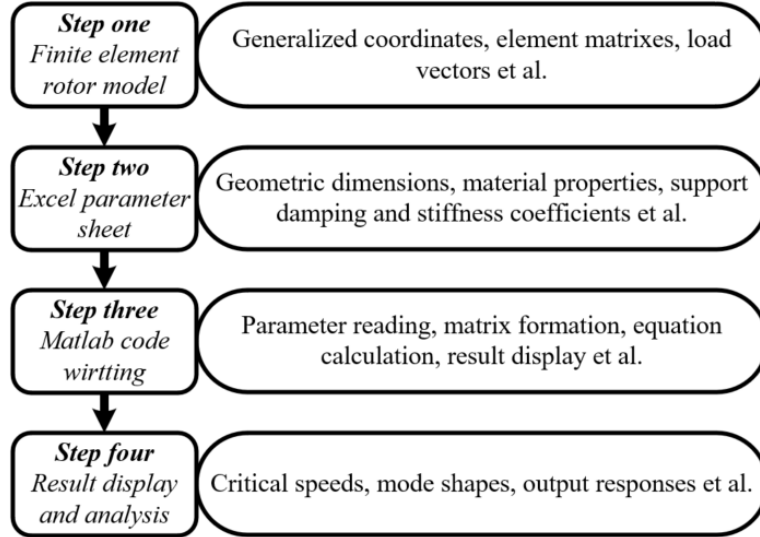 Step one
Finite element
rotor model
Generalized coordinates, element matrixes, load
vectors et al.
Step two
Excel parameter
sheet
Geometric dimensions, material properties, support
damping and stiffness coefficients et al.
Step three
Matlab code
wirtting
Parameter reading, matrix formation, equation
calculation, result display et al.
Step four
Result display
and analysis
Critical speeds, mode shapes, output responses et al.